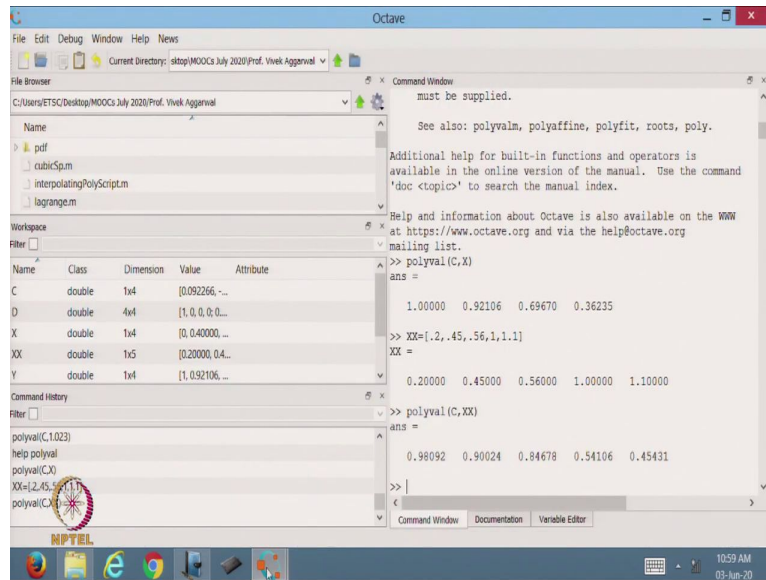 Octave
File Edit Debug Window Help News
Current Directory: sktop\MOOCs July 2020\Prof. Vivek Aggarwal
File Browser
C:/Users/ETSC/Desktop/MOOCs July 2020/Prof. Vivek Aggarwal
Name
pdf
cubicSp.m
interpolatingPolyScript.m
lagrange.m
Workspace
Filter
Name Class Dimension Value Attribute
C double 1x4 [0.092266, -...
D double 4x4 [1, 0, 0, 0; 0....
X double 1x4 [0, 0.40000, ...
XX double 1x5 [0.20000, 0.4...
Y double 1x4 [1, 0.92106, ...
Command History
Filter
polyval(C,1.023)
help polyval
polyval(C,X)
XX=[.2,.45,.56,1,1.1]
polyval(C,XX)
NPTEL
Command Window
must be supplied.
See also: polyvalm, polyaffine, polyfit, roots, poly.
Additional help for built-in functions and operators is
available in the online version of the manual. Use the command
'doc <topic>' to search the manual index.
Help and information about Octave is also available on the WWW
at https://www.octave.org and via the help@octave.org
mailing list.
>> polyval(C,X)
ans =
1.00000 0.92106 0.69670 0.36235
>> XX=[.2,.45,.56,1,1.1]
XX =
0.20000 0.45000 0.56000 1.00000 1.10000
>> polyval(C,XX)
ans =
0.98092 0.90024 0.84678 0.54106 0.45431
>>
Command Window Documentation Variable Editor
10:59 AM
03-Jun-20